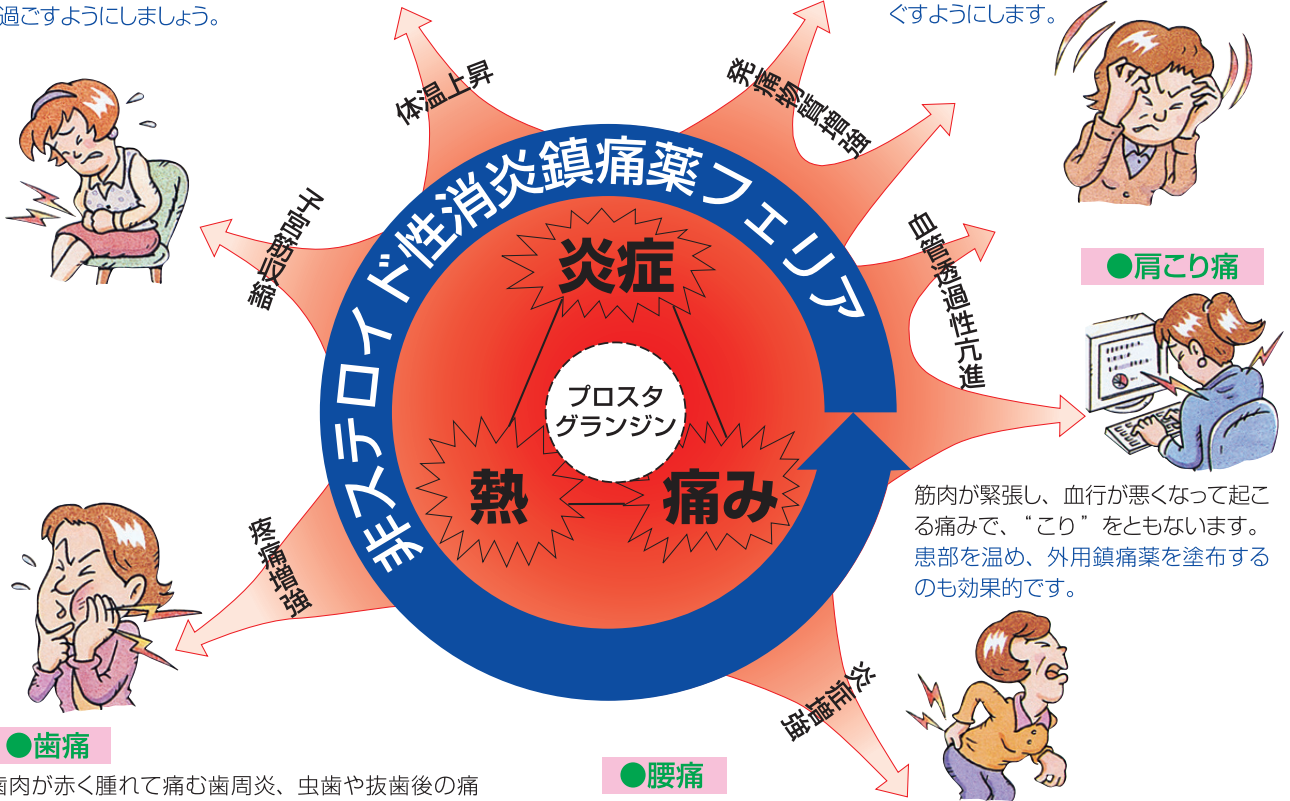 過ごすようにしましょう。
ぐすようにします。
体温上昇
発痛物質増強
子宮筋収縮
血管透過性亢進
非ステロイド性消炎鎮痛薬フェリア
炎症
プロスタ
グランジン
熱
痛み
●肩こり痛
筋肉が緊張し、血行が悪くなって起こ
る痛みで、“こり”をともないます。
患部を温め、外用鎮痛薬を塗布する
のも効果的です。
疼痛増強
炎症増強
●歯痛
歯肉が赤く腫れて痛む歯周炎、虫歯や抜歯後の痛
●腰痛